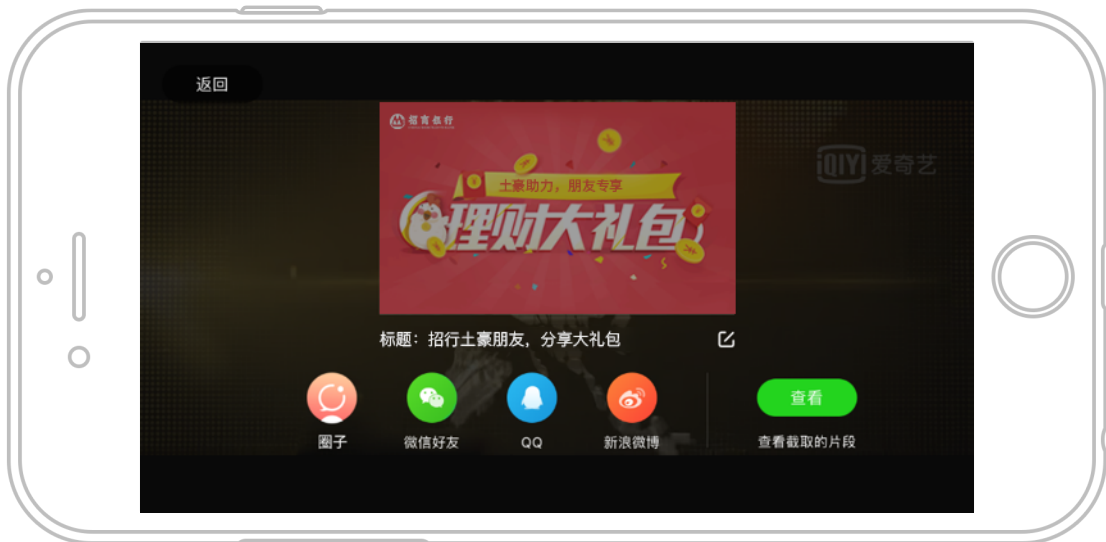 返回
招商银行
iQIYI 爱奇艺
土豪助力，朋友专享
理财大礼包
标题：招行土豪朋友，分享大礼包
圈子
微信好友
QQ
新浪微博
查看
查看截取的片段